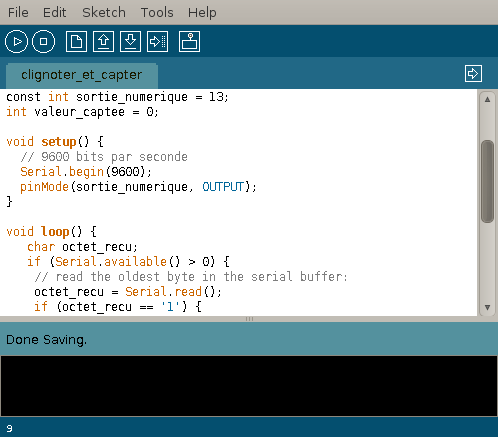 File Edit Sketch Tools Help
clignoter_et_capter
const int sortie_numerique = 13;
int valeur_captee = 0;
void setup() {
// 9600 bits par seconde
Serial.begin(9600);
pinMode(sortie_numerique, OUTPUT);
}
void loop() {
char octet_recu;
if (Serial.available() > 0) {
// read the oldest byte in the serial buffer:
octet_recu = Serial.read();
if (octet_recu == '1') {
Done Saving.
9